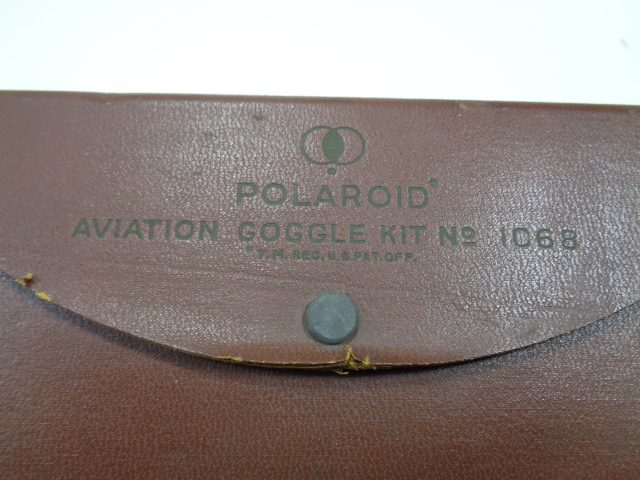 POLAROID*
AVIATION GOGGLE KIT Nº 1068
*T.M. REG. U.S. PAT. OFF.